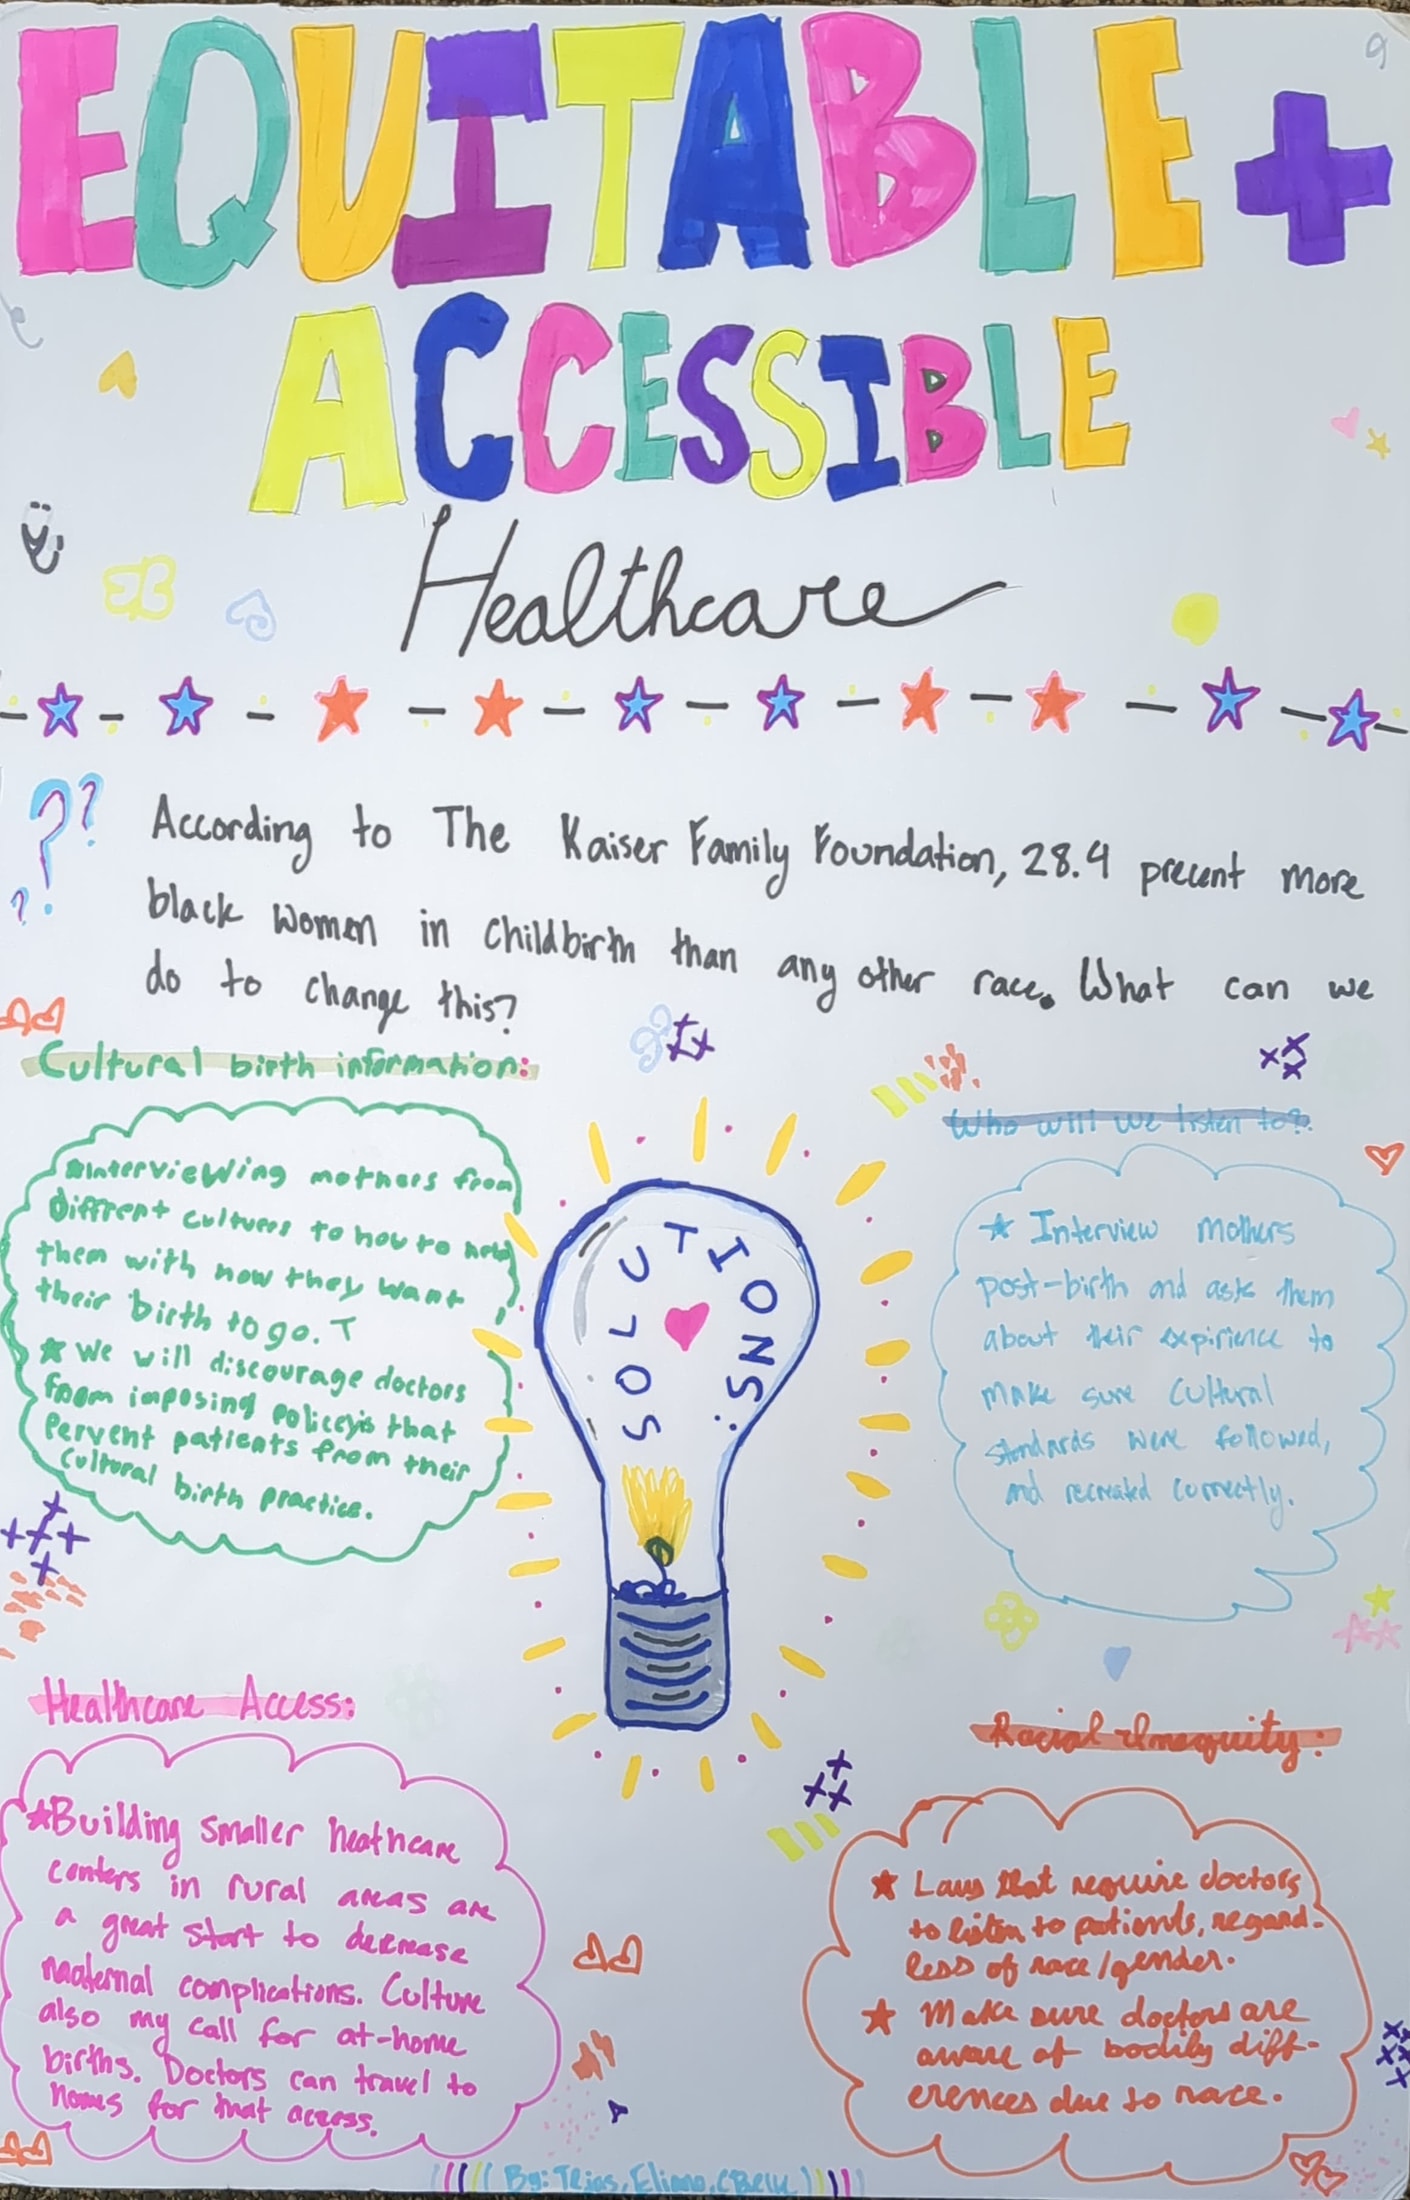 EQUITABLE +
ACCESSIBLE
Healthcare
According to The Kaiser Family Foundation, 28.4 precent more
black women in childbirth than any other race. What can we
do to change this?
Cultural birth information:
Interviewing mothers from
Diffrent cultures to how to help
them with how they want
their birth to go. T
We will discourage doctors
from imposing policeyis that
Pervent patients from their
cultural birth practice.
SOLUTIONS:
Who will we listen to?
Interview mothers
post-birth and asks them
about their expirience to
make sure cultural
standards were followed,
and recreated correctly.
Healthcare Access:
Building smaller heathcare
centers in rural areas are
a great start to decrease
maternal complications. Culture
also my call for at-home
births. Doctors can travel to
homes for that access.
Racial Inequity:
Laws that require doctors
to listen to patients, regard-
less of race/gender.
Make sure doctors are
aware of bodily diff-
erences due to race.
By: Tejas,